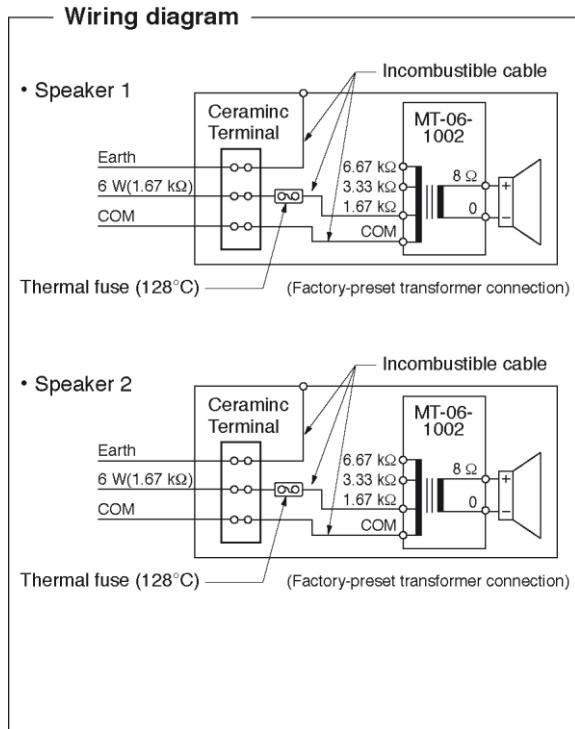 Wiring diagram
• Speaker 1
Incombustible cable
Ceraminc
Terminal
MT-06-
1002
Earth
6 W(1.67 kΩ)
COM
6.67 kΩ
3.33 kΩ
1.67 kΩ
COM
8 Ω
0
+
−
Thermal fuse (128°C)
(Factory-preset transformer connection)
• Speaker 2
Incombustible cable
Ceraminc
Terminal
MT-06-
1002
Earth
6 W(1.67 kΩ)
COM
6.67 kΩ
3.33 kΩ
1.67 kΩ
COM
8 Ω
0
+
−
Thermal fuse (128°C)
(Factory-preset transformer connection)